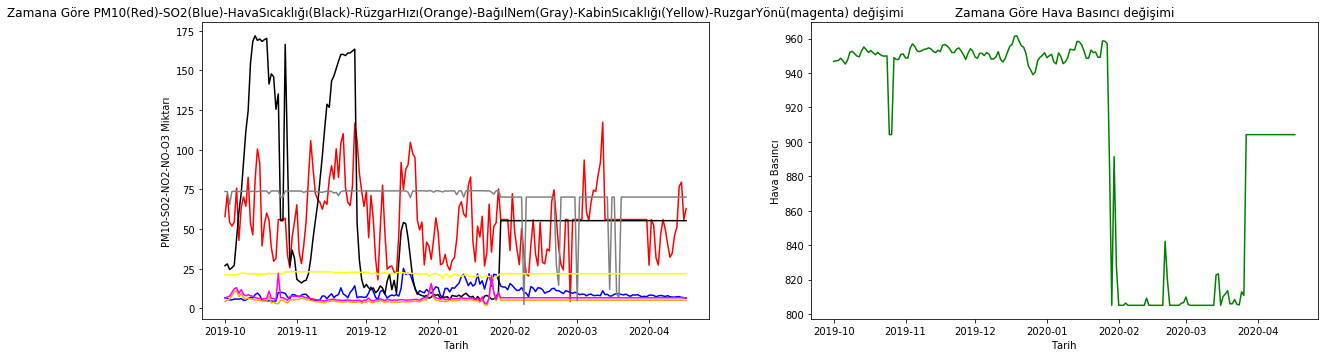 Zamana Göre PM10(Red)-SO2(Blue)-HavaSıcaklığı(Black)-RüzgarHızı(Orange)-BağılNem(Gray)-KabinSıcaklığı(Yellow)-RuzgarYönü(magenta) değişimi
PM10-SO2-NO2-NO-O3 Miktarı
175
150
125
100
75
50
25
0
2019-10 2019-11 2019-12 2020-01 2020-02 2020-03 2020-04
Tarih
Zamana Göre Hava Basıncı değişimi
Hava Basıncı
960
940
920
900
880
860
840
820
800
2019-10 2019-11 2019-12 2020-01 2020-02 2020-03 2020-04
Tarih